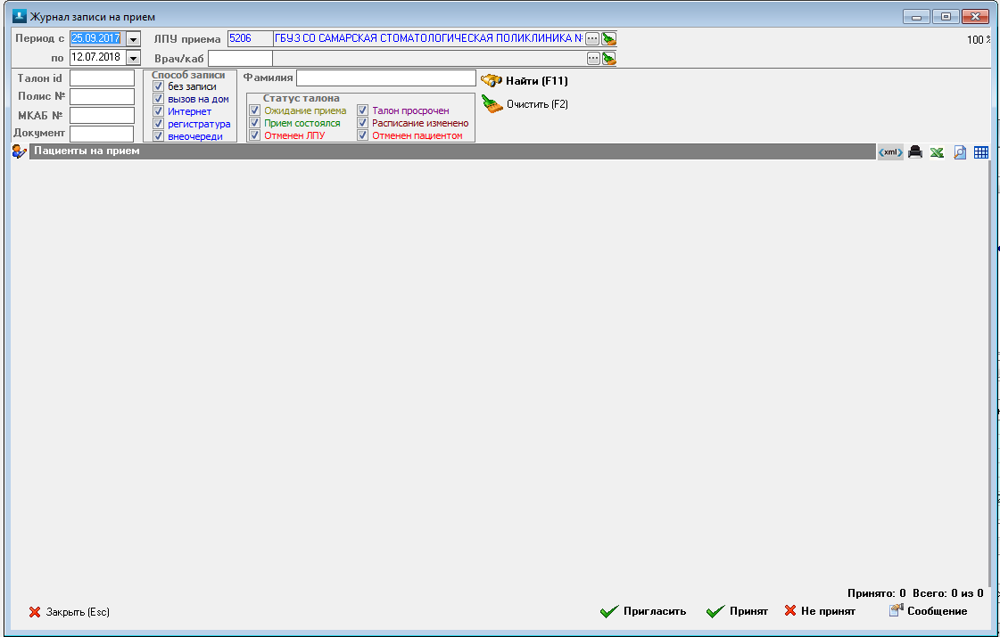 Журнал записи на прием
Период с 25.09.2017 ЛПУ приема 5206 ГБУЗ СО САМАРСКАЯ СТОМАТОЛОГИЧЕСКАЯ ПОЛИКЛИНИКА № 100 %
по 12.07.2018 Врач/каб
Талон id
Полис №
МКАБ №
Документ
Способ записи
без записи
вызов на дом
Интернет
регистратура
внеочереди
Фамилия
Статус талона
Ожидание приема Талон просрочен
Прием состоялся Расписание изменено
Отменен ЛПУ Отменен пациентом
Найти (F11)
Очистить (F2)
Пациенты на прием
‹xml›
Принято: 0 Всего: 0 из 0
Закрыть (Esc) Пригласить Принят Не принят Сообщение